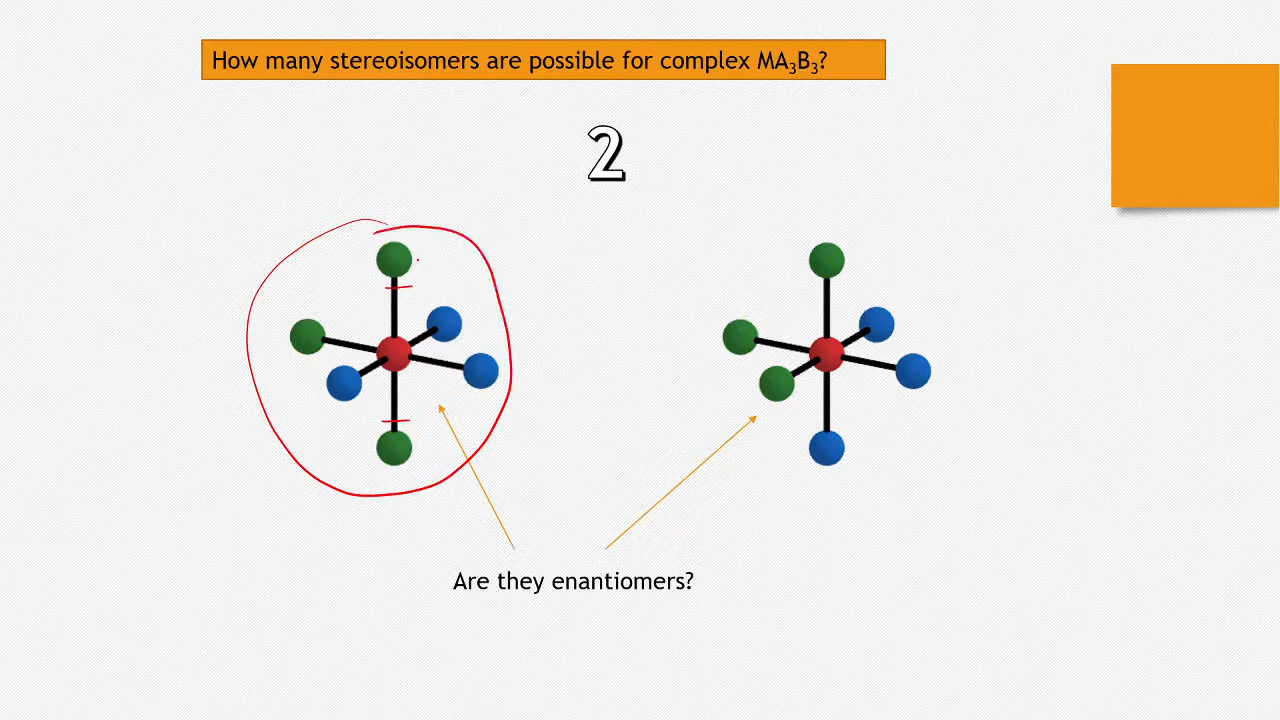 How many stereoisomers are possible for complex MA₃B₃?
2
Are they enantiomers?